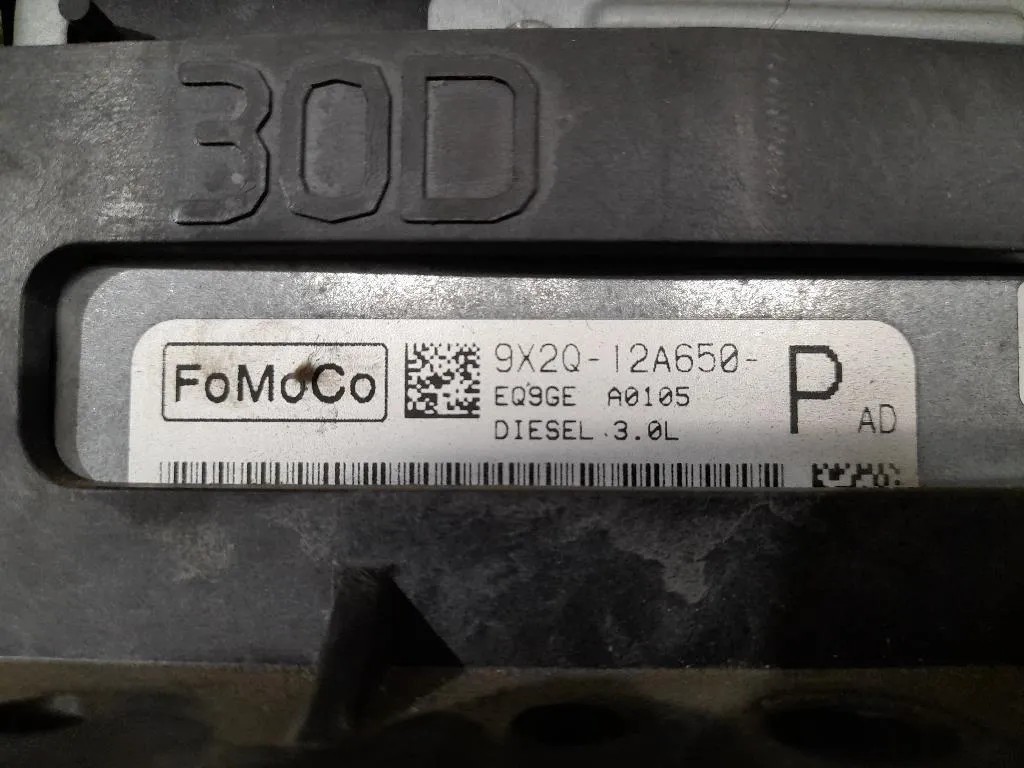 30D
FoMoCo
9X2Q-12A650-
P
AD
EQ9GE A0105
DIESEL 3.0L